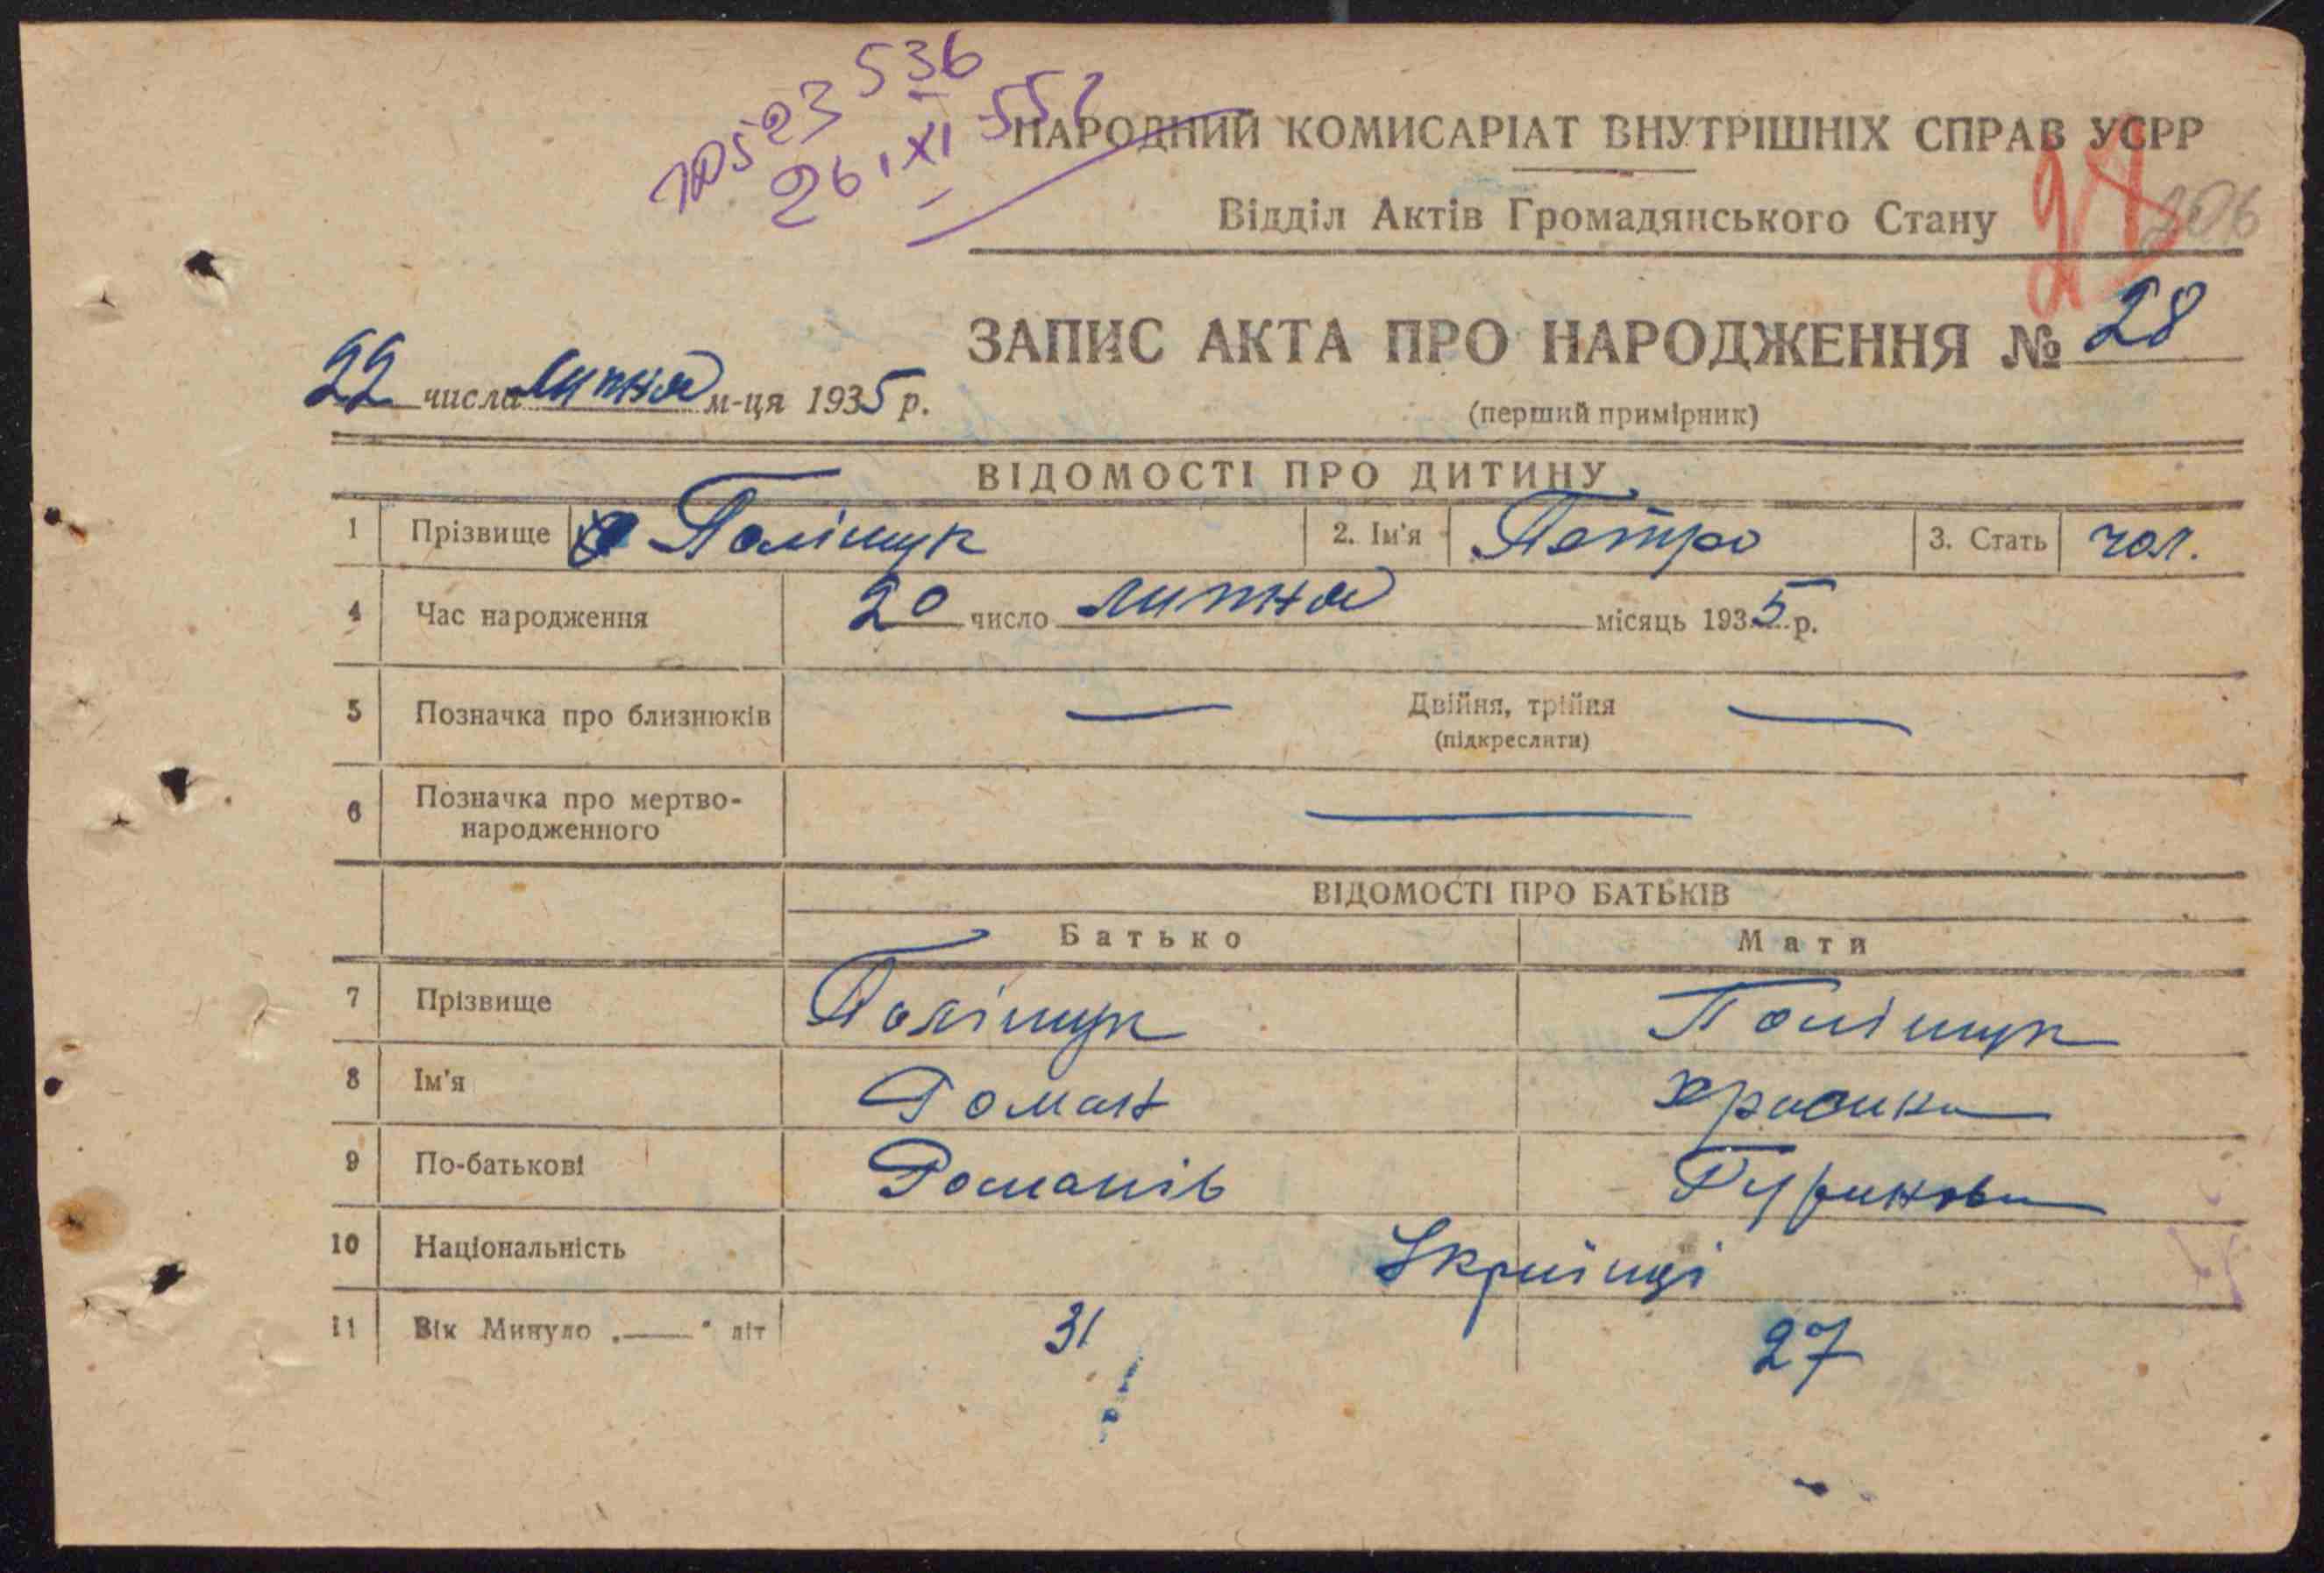 536
10523
26 XI 55
НАРОДНИЙ КОМИСАРІАТ ВНУТРІШНІХ СПРАВ УСРР
Відділ Актів Громадянського Стану
28
206
ЗАПИС АКТА ПРО НАРОДЖЕННЯ № 28
22 числа липня м-ця 1935 р.
(перший примірник)
ВІДОМОСТІ ПРО ДИТИНУ
1 Прізвище Поліщук 2. Ім'я Петро 3. Стать чол.
4 Час народження 20 число липня місяць 1935 р.
5 Позначка про близнюків — Двійня, трійня —
(підкреслити)
6 Позначка про мертво-
народженного —
ВІДОМОСТІ ПРО БАТЬКІВ
Батько Мати
7 Прізвище Поліщук Поліщук
8 Ім'я Роман
9 По-батькові Романів
10 Національність Українці
11 Вік Минуло „—“ літ 31 27